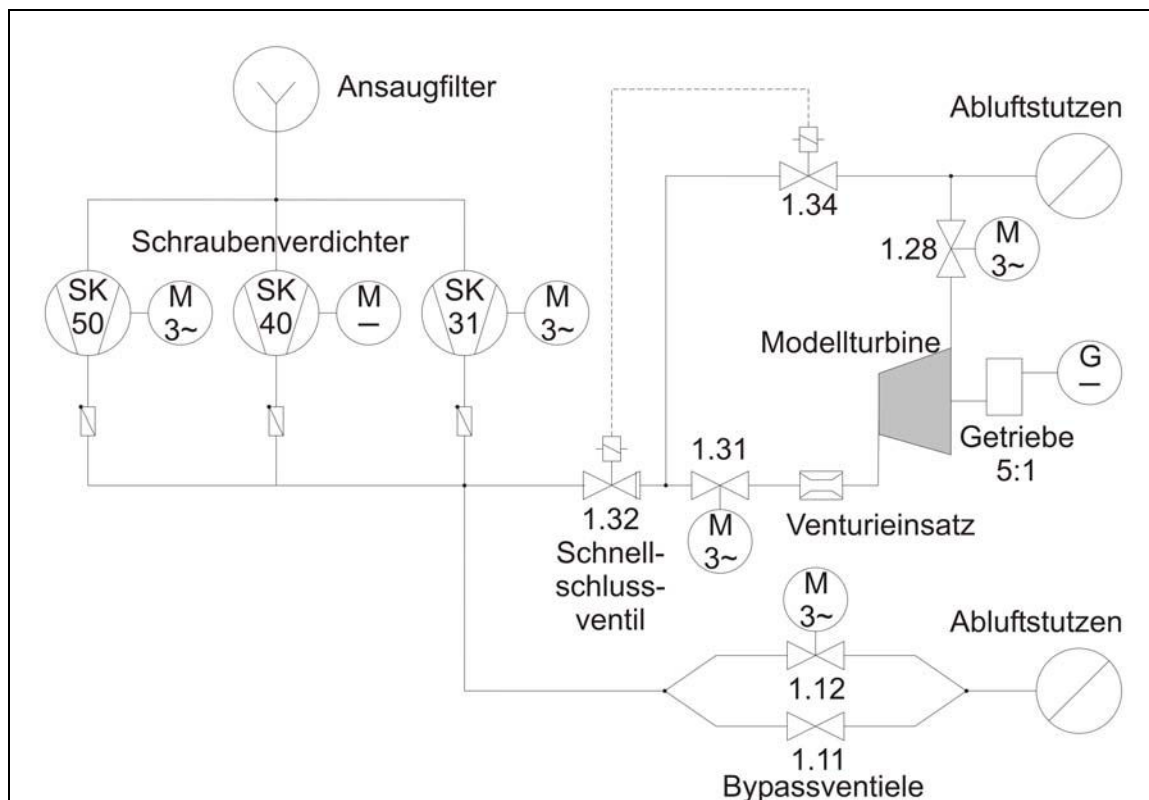 Ansaugfilter
Abluftstutzen
1.34
Schraubenverdichter
1.28
M
3~
SK
50
M
3~
SK
40
M
–
SK
31
M
3~
Modellturbine
G
–
Getriebe
5:1
1.31
1.32
M
3~
Venturieinsatz
Schnell-
schluss-
ventil
M
3~
Abluftstutzen
1.12
1.11
Bypassventiele